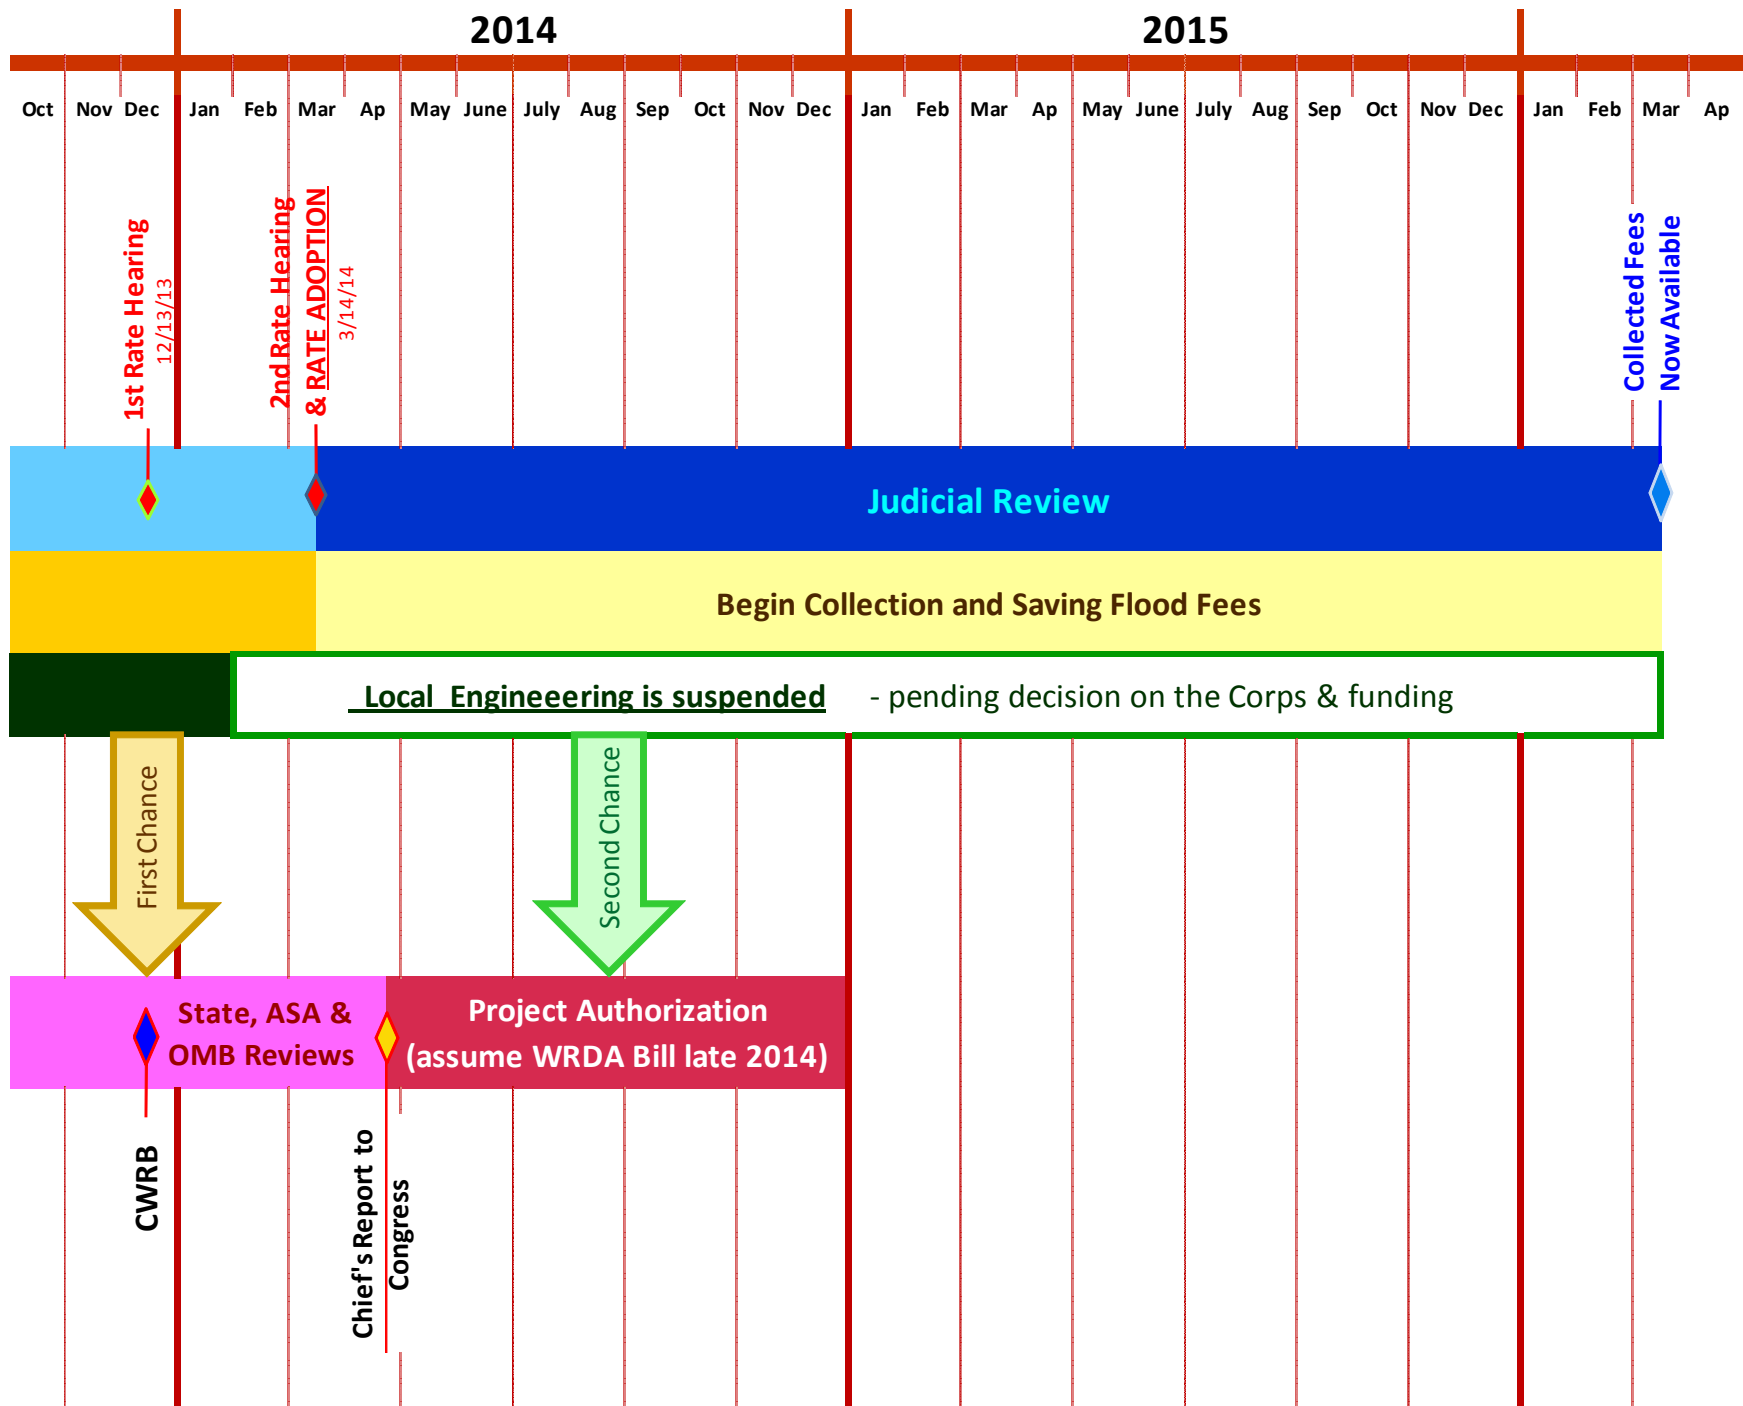 2014
2015
Oct Nov Dec Jan Feb Mar Ap May June July Aug Sep Oct Nov Dec Jan Feb Mar Ap May June July Aug Sep Oct Nov Dec Jan Feb Mar Ap
1st Rate Hearing
12/13/13
2nd Rate Hearing
& RATE ADOPTION
3/14/14
Collected Fees
Now Available
Judicial Review
Begin Collection and Saving Flood Fees
Local Engineeering is suspended - pending decision on the Corps & funding
First Chance
Second Chance
State, ASA &
OMB Reviews
Project Authorization
(assume WRDA Bill late 2014)
CWRB
Chief's Report to
Congress